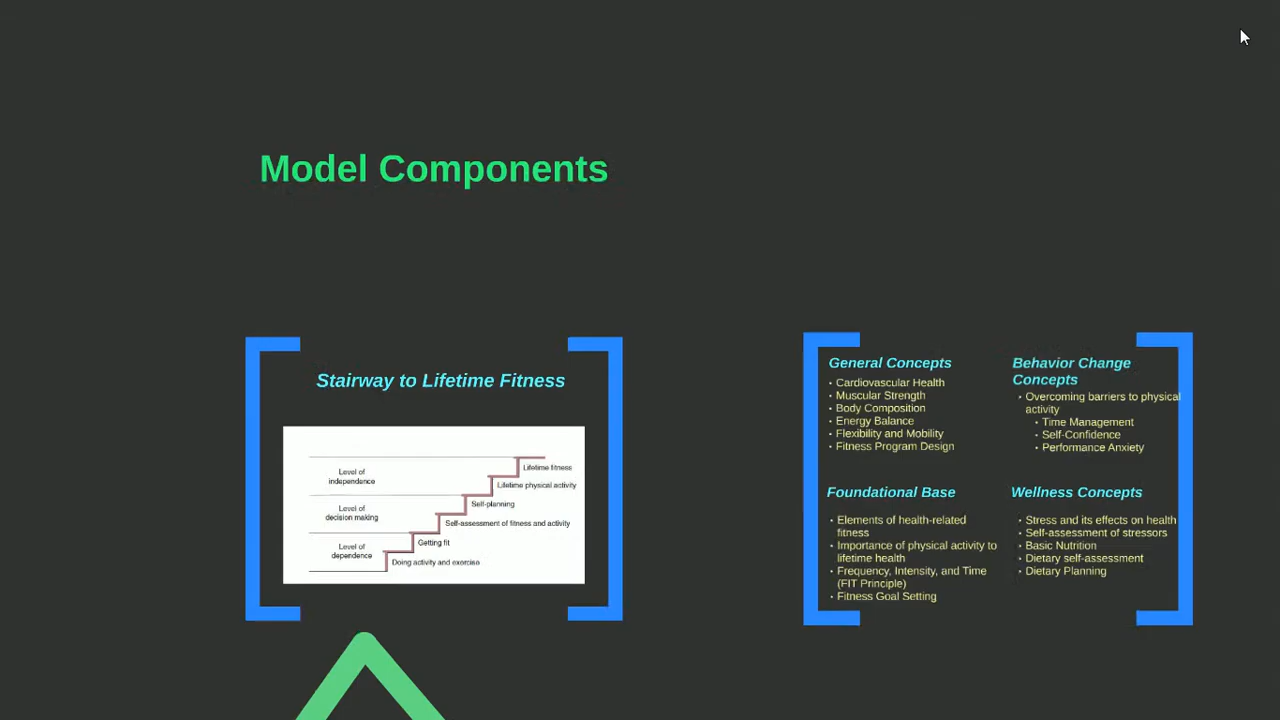 Model Components
Stairway to Lifetime Fitness
Level of
independence
Level of
decision making
Level of
dependence
Lifetime fitness
Lifetime physical activity
Self-planning
Self-assessment of fitness and activity
Getting fit
Doing activity and exercise
General Concepts
• Cardiovascular Health
• Muscular Strength
• Body Composition
• Energy Balance
• Flexibility and Mobility
• Fitness Program Design
Behavior Change
Concepts
• Overcoming barriers to physical
activity
• Time Management
• Self-Confidence
• Performance Anxiety
Foundational Base
• Elements of health-related
fitness
• Importance of physical activity to
lifetime health
• Frequency, Intensity, and Time
(FIT Principle)
• Fitness Goal Setting
Wellness Concepts
• Stress and its effects on health
• Self-assessment of stressors
• Basic Nutrition
• Dietary self-assessment
• Dietary Planning